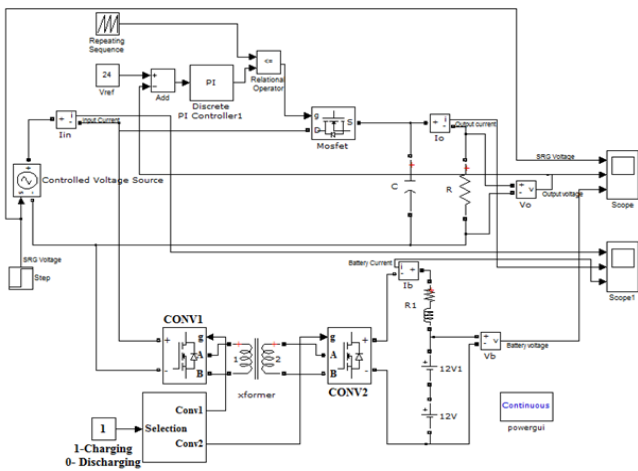 Repeating
Sequence
24
Vref
+
-
Add
PI
Discrete
PI Controller1
<=
Relational
Operator
g
D
S
Mosfet
+
-
i
Iin
Input current
Controlled Voltage Source
SRG Voltage
Step
C
R
+
-
i
Io
Output current
+
-
v
Vo
Output voltage
SRG Voltage
Scope
Scope1
Battery Current
i
+
-
Ib
R1
12V1
12V
+
-
v
Vb
Battery voltage
CONV1
+
-
g
A
B
1
2
xformer
g
A
B
+
-
CONV2
1
1-Charging
0- Discharging
Selection
Conv1
Conv2
Continuous
powergui